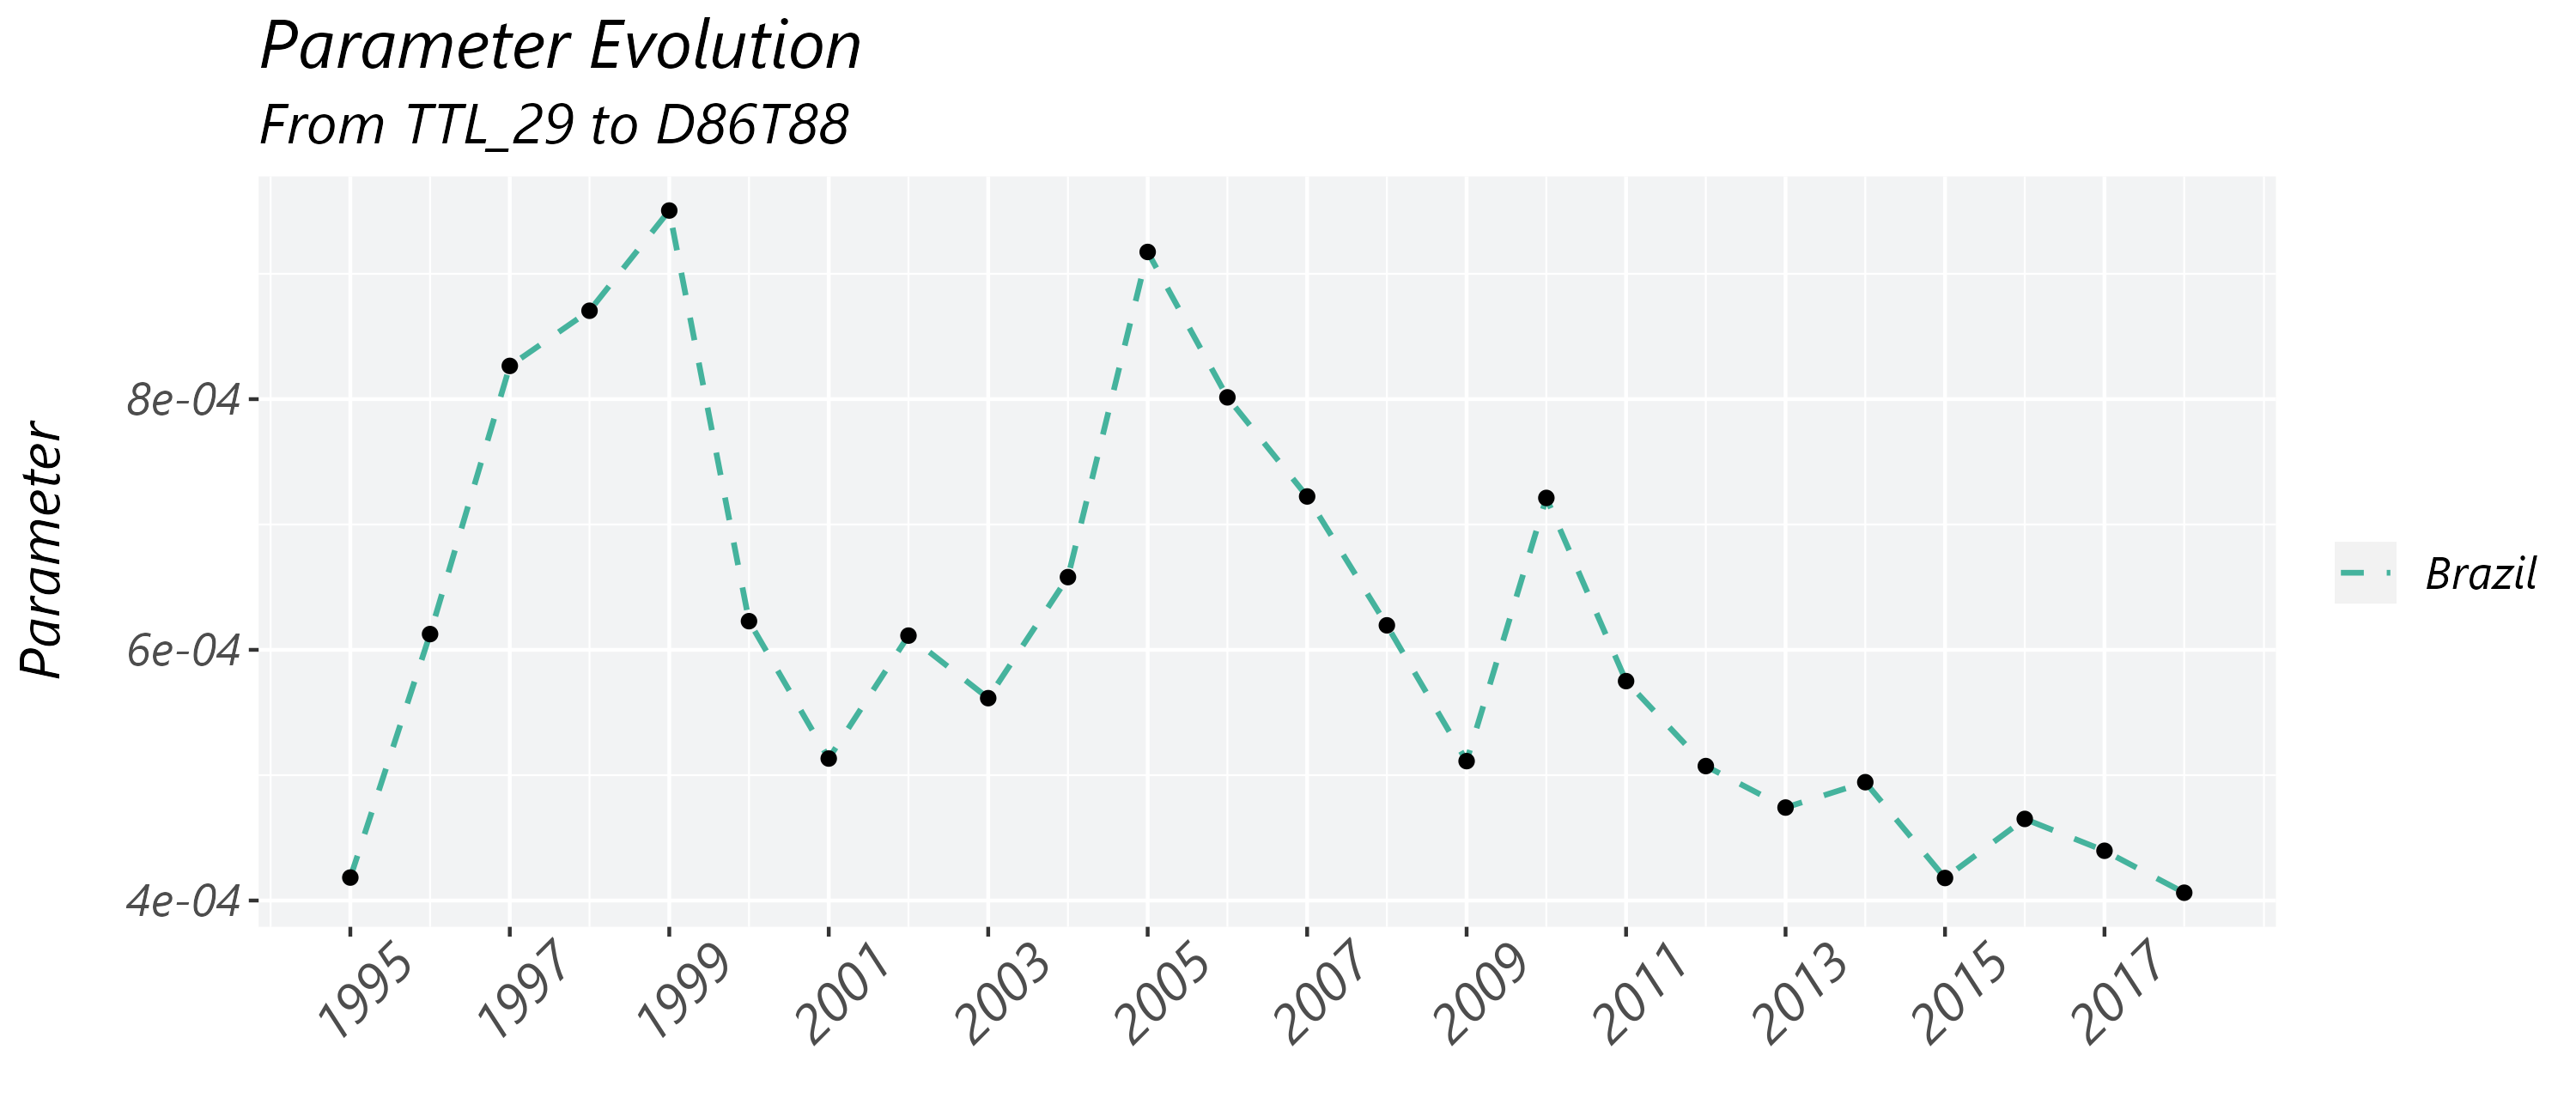 Parameter Evolution
From TTL_29 to D86T88
Parameter
8e-04
6e-04
4e-04
1995
1997
1999
2001
2003
2005
2007
2009
2011
2013
2015
2017
Brazil